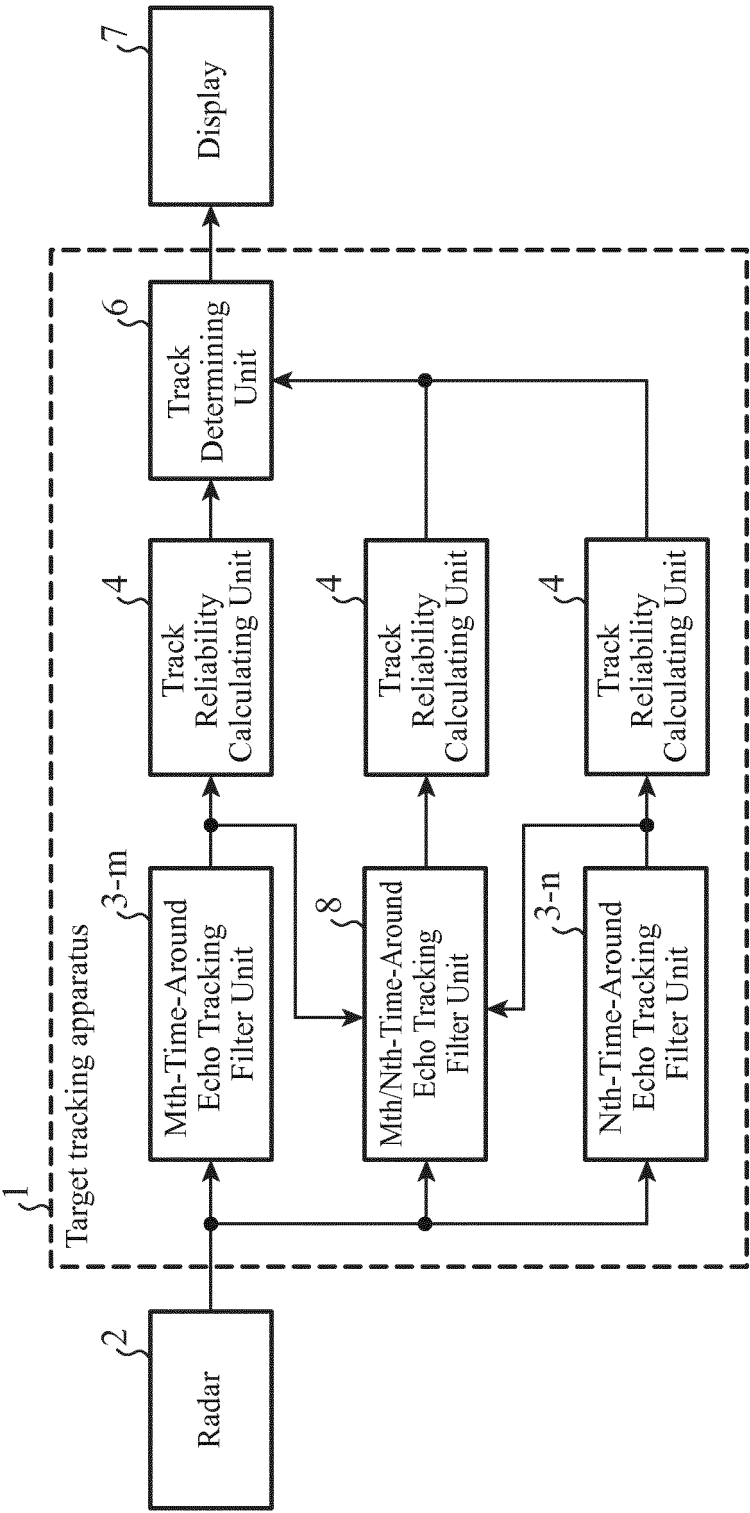 1
Target tracking apparatus
2
Radar
3-m
Mth-Time-Around
Echo Tracking
Filter Unit
4
Track
Reliability
Calculating Unit
6
Track
Determining
Unit
7
Display
8
Mth/Nth-Time-Around
Echo Tracking
Filter Unit
4
Track
Reliability
Calculating Unit
3-n
Nth-Time-Around
Echo Tracking
Filter Unit
4
Track
Reliability
Calculating Unit